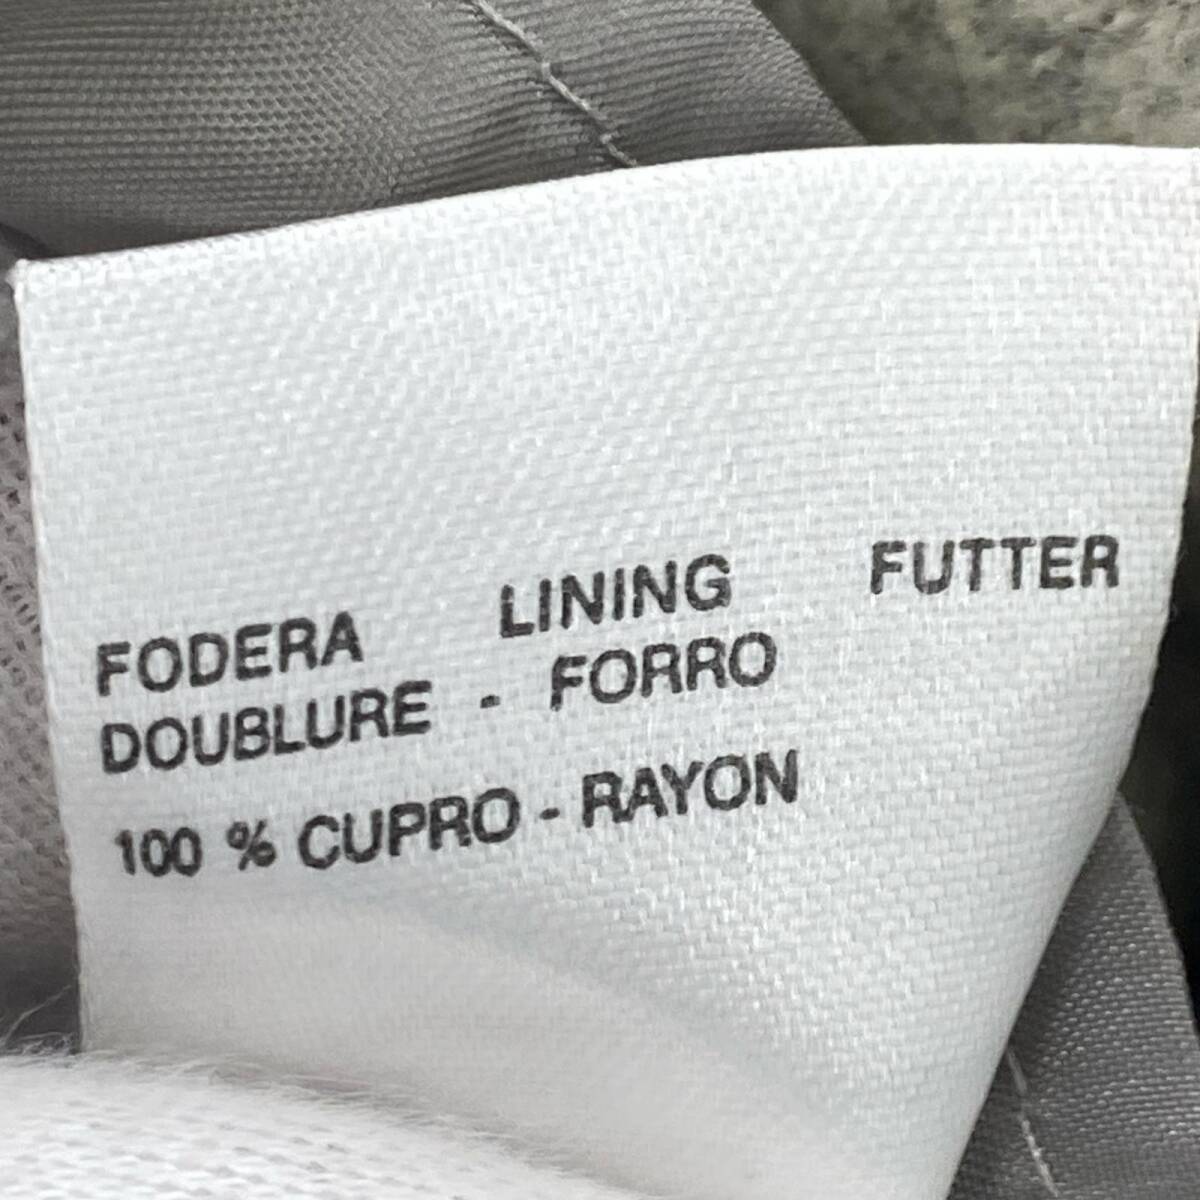 FODERA LINING FUTTER
DOUBLURE - FORRO
100 % CUPRO - RAYON